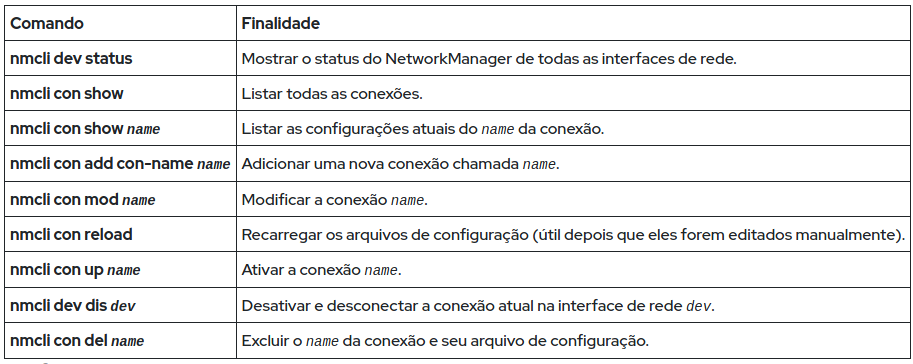 Comando Finalidade
nmcli dev status Mostrar o status do NetworkManager de todas as interfaces de rede.
nmcli con show Listar todas as conexões.
nmcli con show name Listar as configurações atuais do name da conexão.
nmcli con add con-name name Adicionar uma nova conexão chamada name.
nmcli con mod name Modificar a conexão name.
nmcli con reload Recarregar os arquivos de configuração (útil depois que eles forem editados manualmente).
nmcli con up name Ativar a conexão name.
nmcli dev dis dev Desativar e desconectar a conexão atual na interface de rede dev.
nmcli con del name Excluir o name da conexão e seu arquivo de configuração.